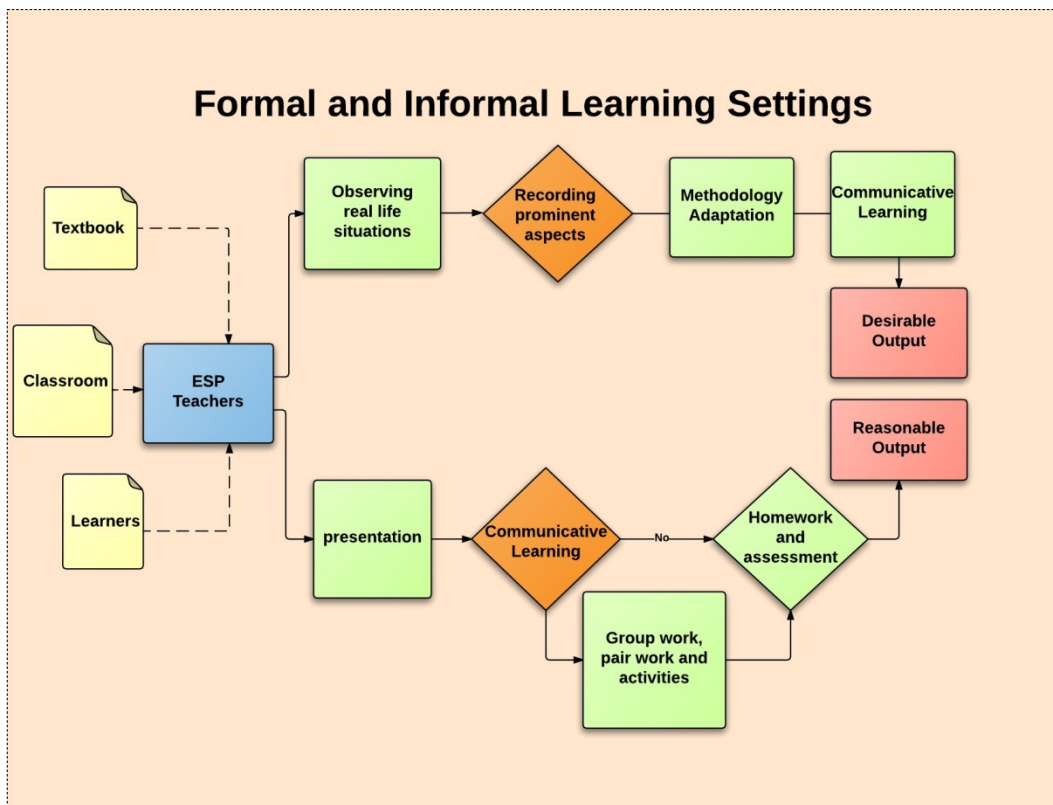 Formal and Informal Learning Settings
Textbook
Classroom
Learners
ESP
Teachers
Observing
real life
situations
Recording
prominent
aspects
Methodology
Adaptation
Communicative
Learning
Desirable
Output
Reasonable
Output
presentation
Communicative
Learning
No
Homework
and
assessment
Group work,
pair work and
activities